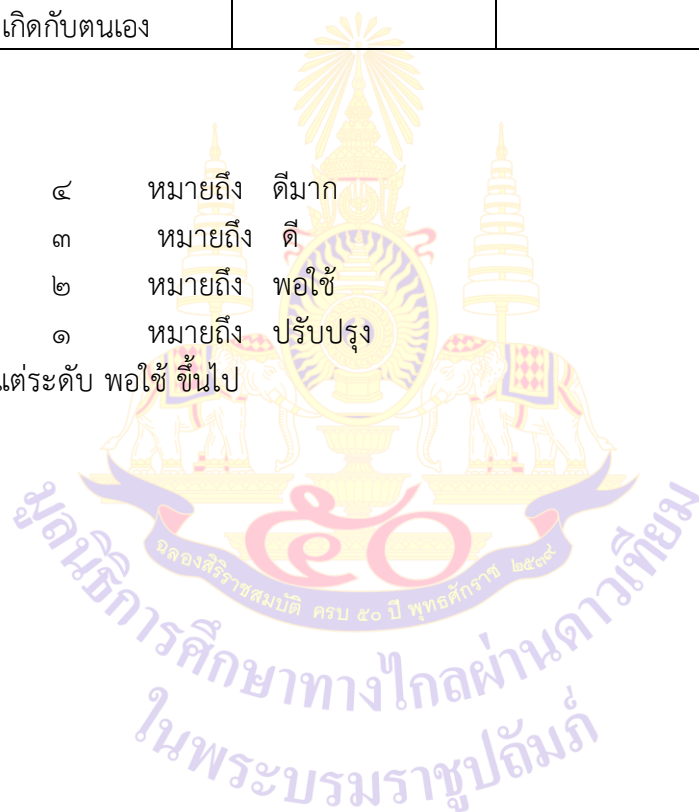 เกิดกับตนเอง
๔ หมายถึง ดีมาก
๓ หมายถึง ดี
๒ หมายถึง พอใช้
๑ หมายถึง ปรับปรุง
แต่ระดับ พอใช้ ขึ้นไป
๕๐
ฉลองสิริราชสมบัติ ครบ ๕๐ ปี พุทธศักราช ๒๕๓๙
มูลนิธิการศึกษาทางไกลผ่านดาวเทียม
ในพระบรมราชูปถัมภ์